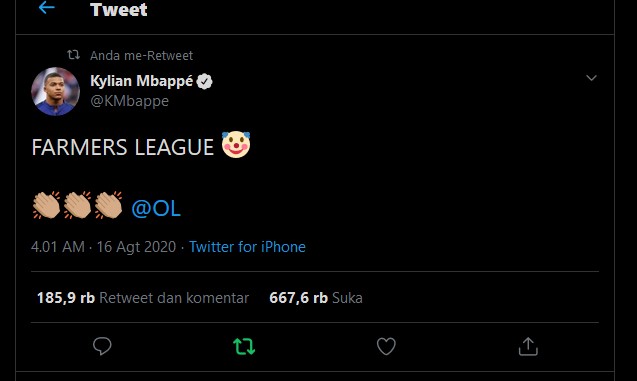 Tweet
Anda me-Retweet
Kylian Mbappé
@KMbappe
FARMERS LEAGUE 🤡
👏🏼👏🏼👏🏼 @OL
4.01 AM · 16 Agt 2020 · Twitter for iPhone
185,9 rb Retweet dan komentar 667,6 rb Suka